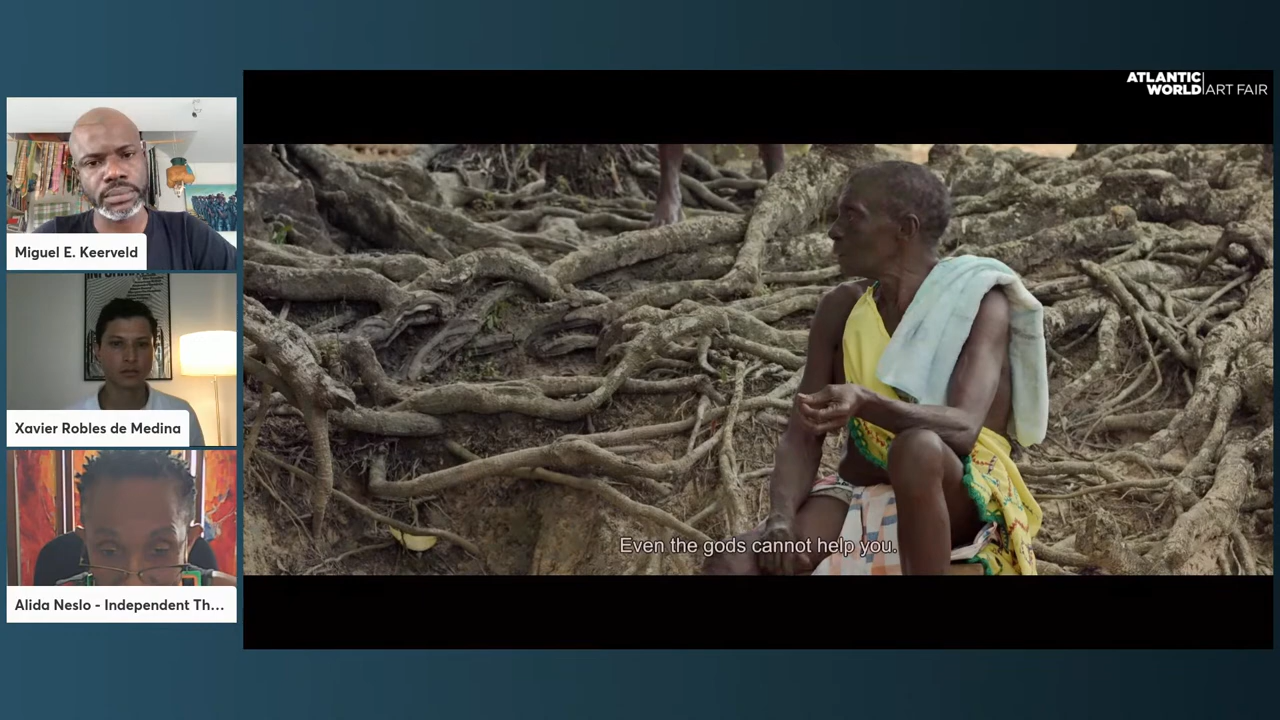 ATLANTIC
WORLD ART FAIR
Miguel E. Keerveld
Xavier Robles de Medina
Alida Neslo - Independent Th...
Even the gods cannot help you.